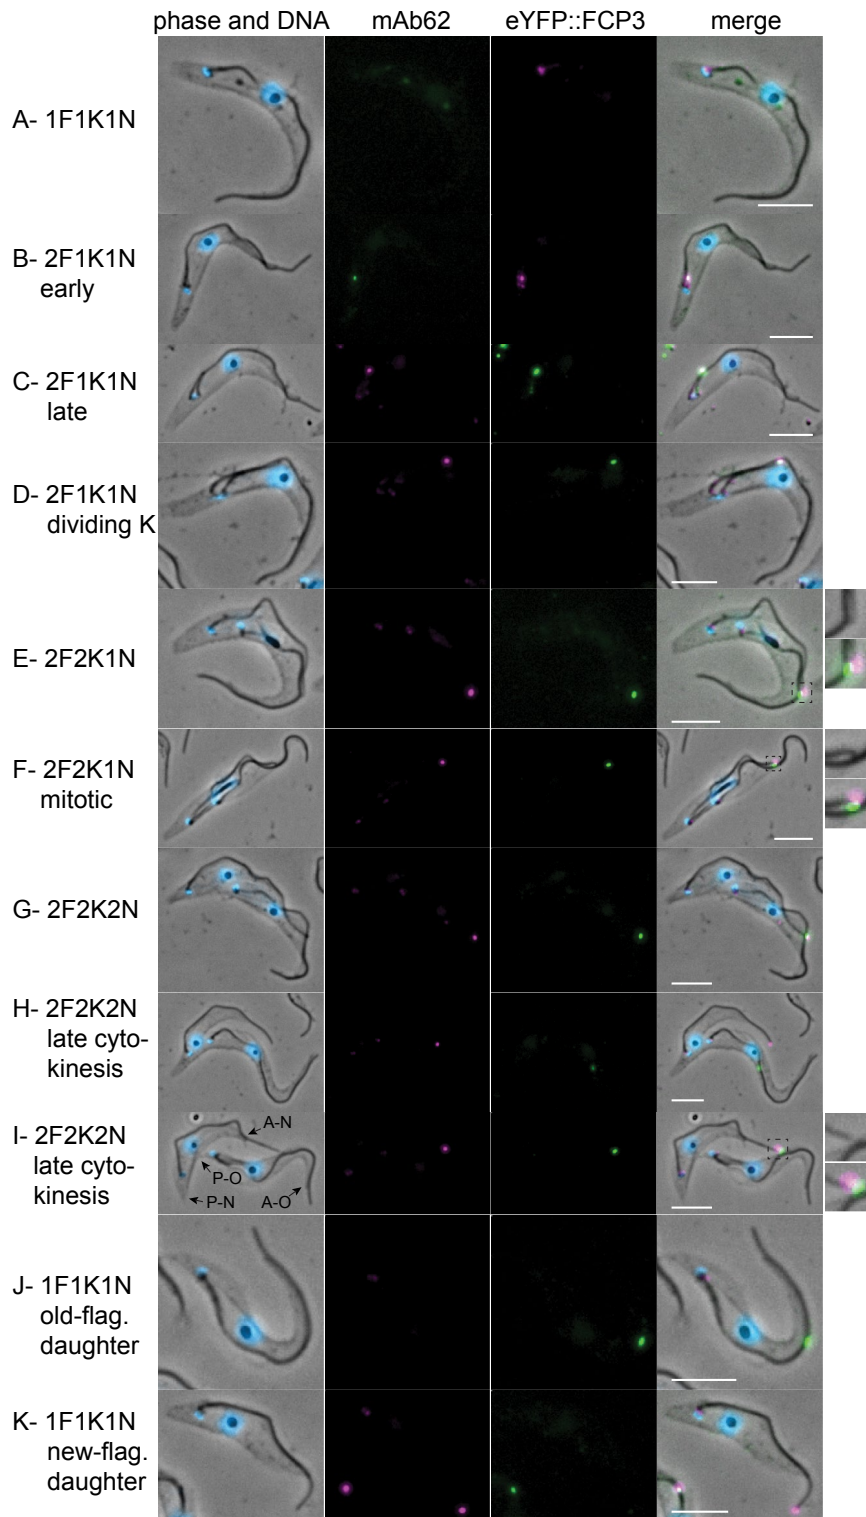 phase and DNA mAb62 eYFP::FCP3 merge
A- 1F1K1N
B- 2F1K1N
early
C- 2F1K1N
late
D- 2F1K1N
dividing K
E- 2F2K1N
F- 2F2K1N
mitotic
G- 2F2K2N
H- 2F2K2N
late cyto-
kinesis
I- 2F2K2N
late cyto-
kinesis
A-N
P-O
P-N
A-O
J- 1F1K1N
old-flag.
daughter
K- 1F1K1N
new-flag.
daughter